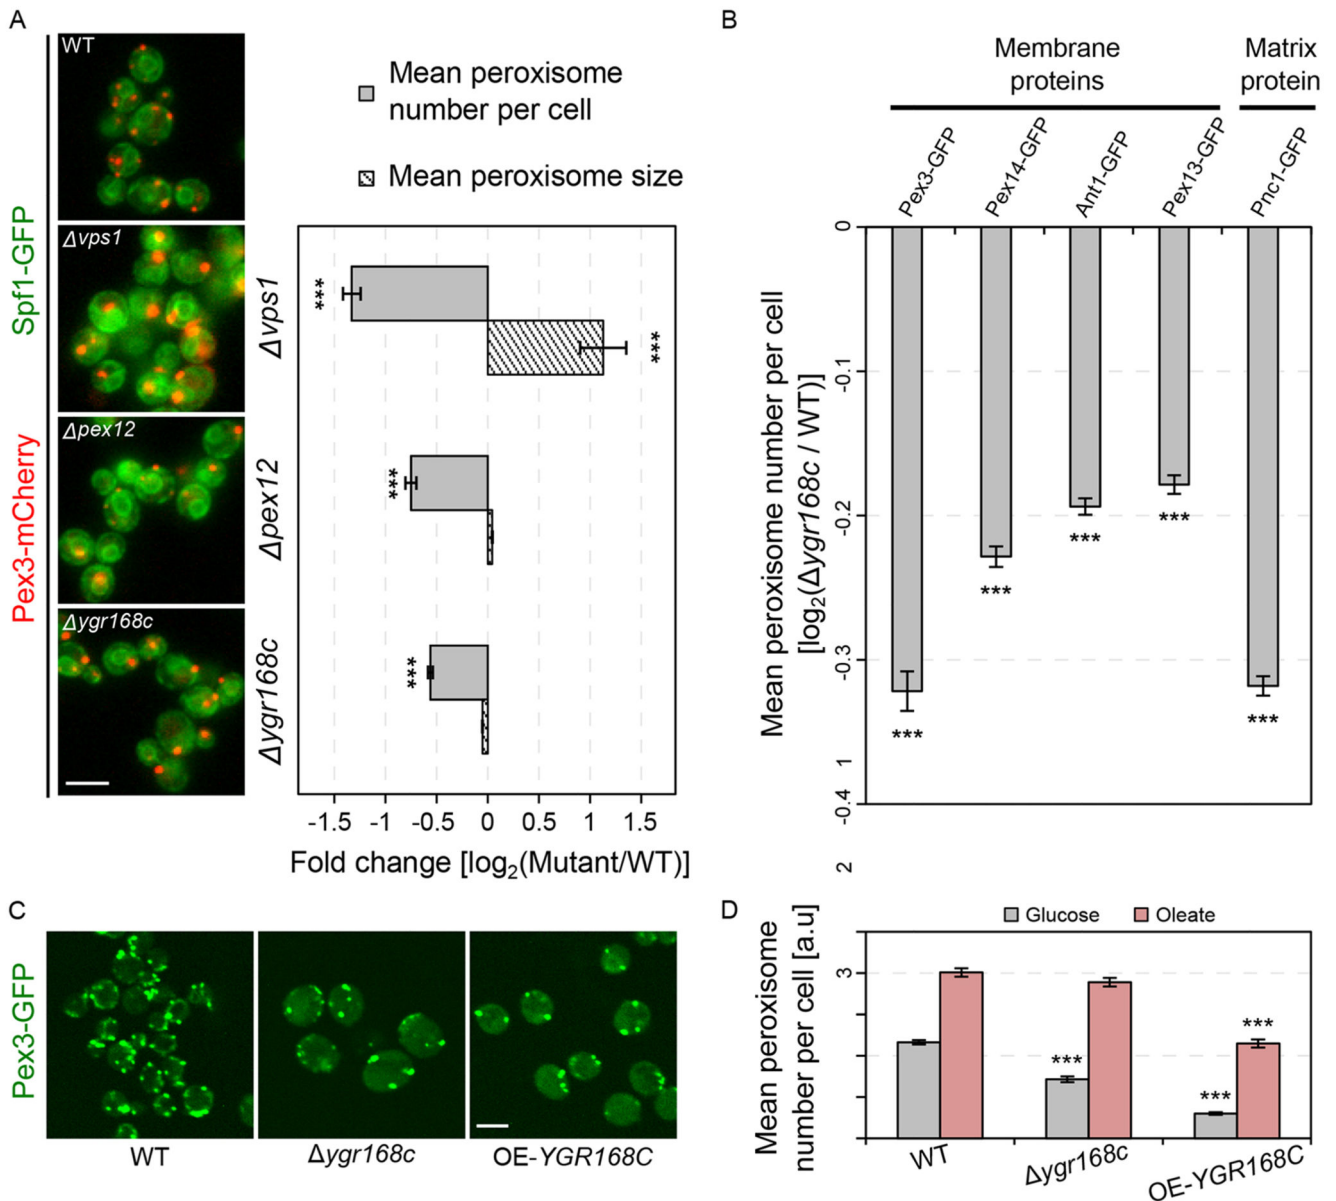 A
Spf1-GFP
Pex3-mCherry
WT
Δvps1
Δpex12
Δygr168c
Mean peroxisome
number per cell
Mean peroxisome size
***
***
Δvps1
***
Δpex12
***
Δygr168c
-1.5 -1 -0.5 0 0.5 1 1.5
Fold change [log₂(Mutant/WT)]
B
Membrane
proteins
Matrix
protein
Pex3-GFP
Pex14-GFP
Ant1-GFP
Pex13-GFP
Pnc1-GFP
Mean peroxisome number per cell
[log₂(Δygr168c / WT)]
0
-0.1
-0.2
-0.3
-0.4
1
2
***
***
***
***
***
C
Pex3-GFP
WT
Δygr168c
OE-YGR168C
D
Glucose
Oleate
Mean peroxisome
number per cell [a.u]
3
***
***
***
WT
Δygr168c
OE-YGR168C